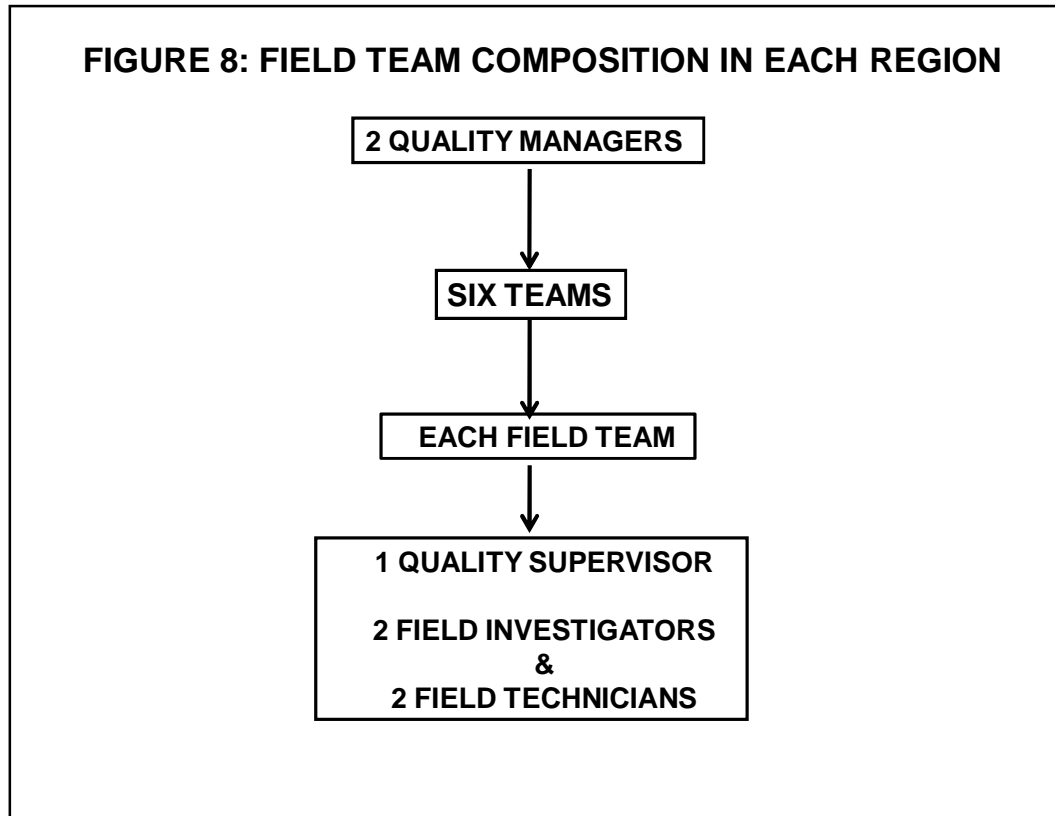 FIGURE 8: FIELD TEAM COMPOSITION IN EACH REGION
2 QUALITY MANAGERS
SIX TEAMS
EACH FIELD TEAM
1 QUALITY SUPERVISOR
2 FIELD INVESTIGATORS
&
2 FIELD TECHNICIANS